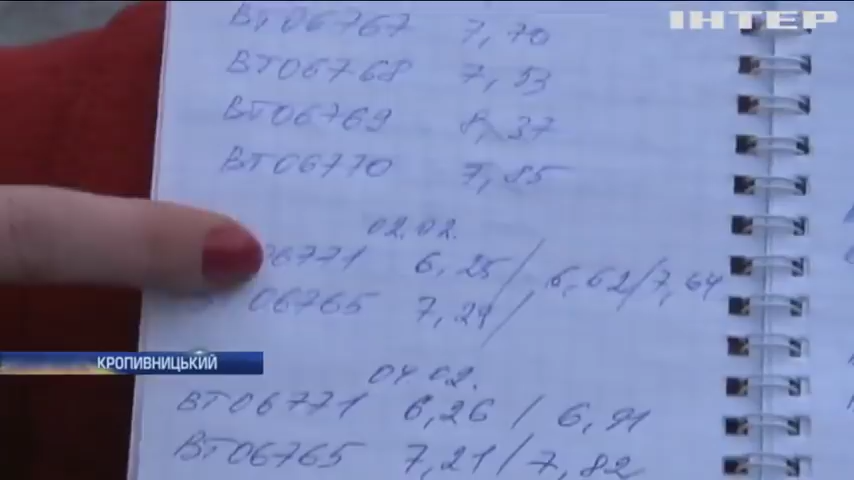 ІНТЕР
ВТ06767 7,70
ВТ06768 7,53
ВТ06769 8,37
ВТ06770 7,85
02.02.
06771 6,25 / 6,62/7,64
06765 7,29 /
КРОПИВНИЦЬКИЙ
04.02.
ВТ06771 6,26 / 6,91
ВТ06765 7,21 / 7,82